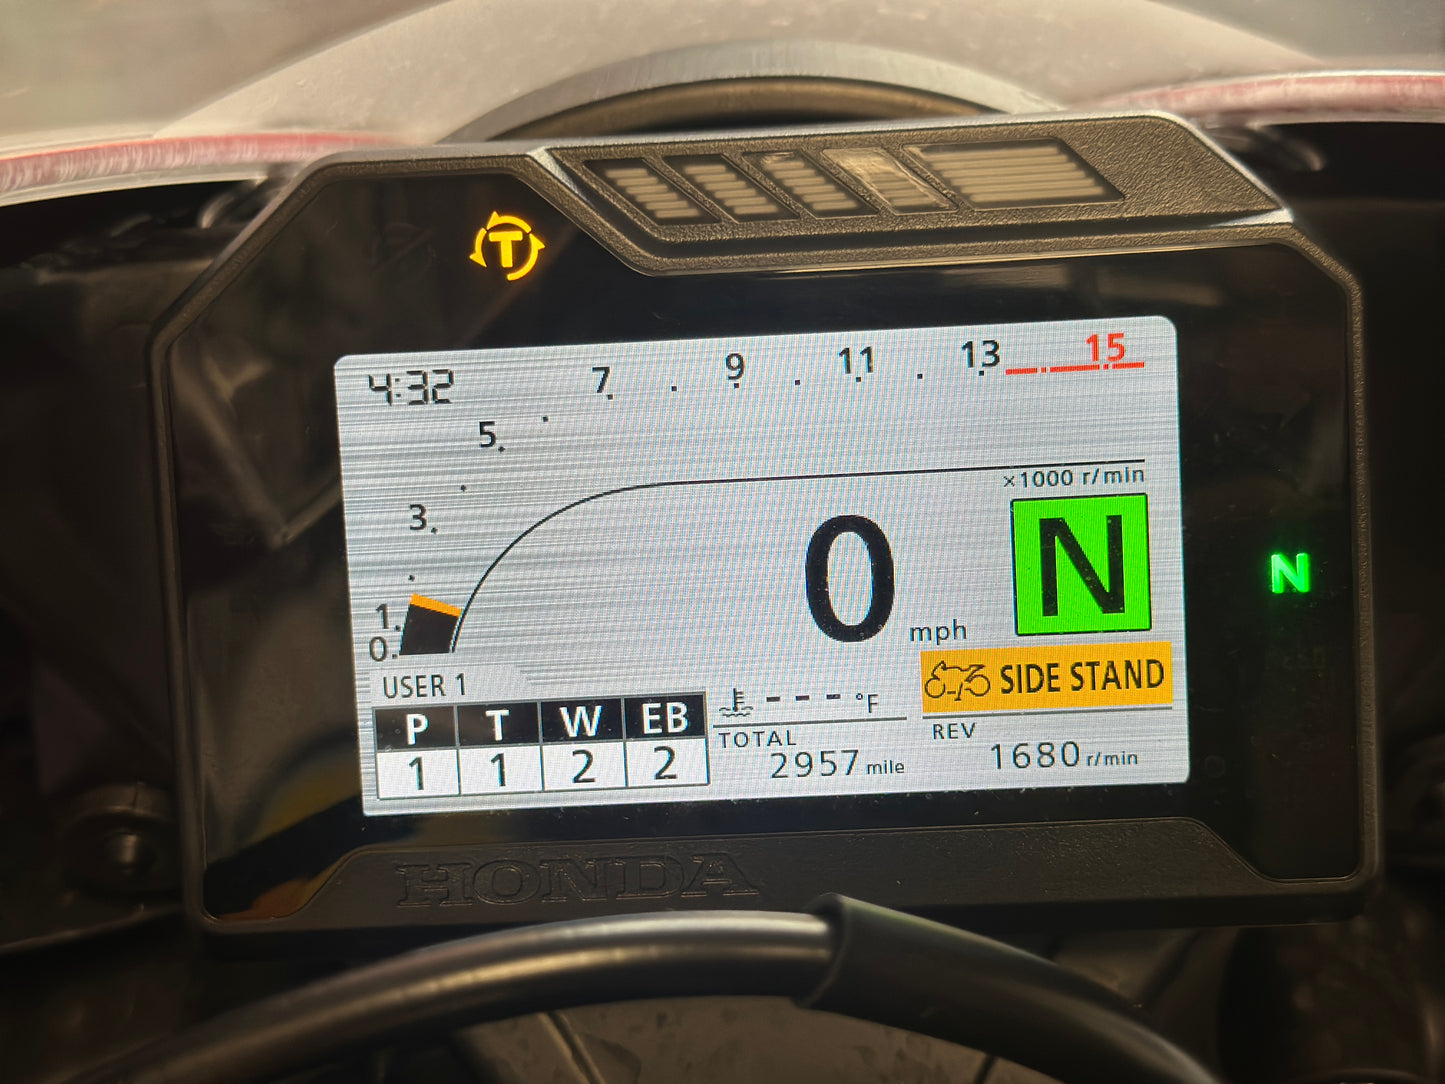 T
4:32
7 9 11 13 15
5
3
1
0
×1000 r/min
0 mph
N
N
SIDE STAND
USER 1
P T W EB
1 1 2 2
--- °F
TOTAL
2957 mile
REV
1680 r/min
HONDA